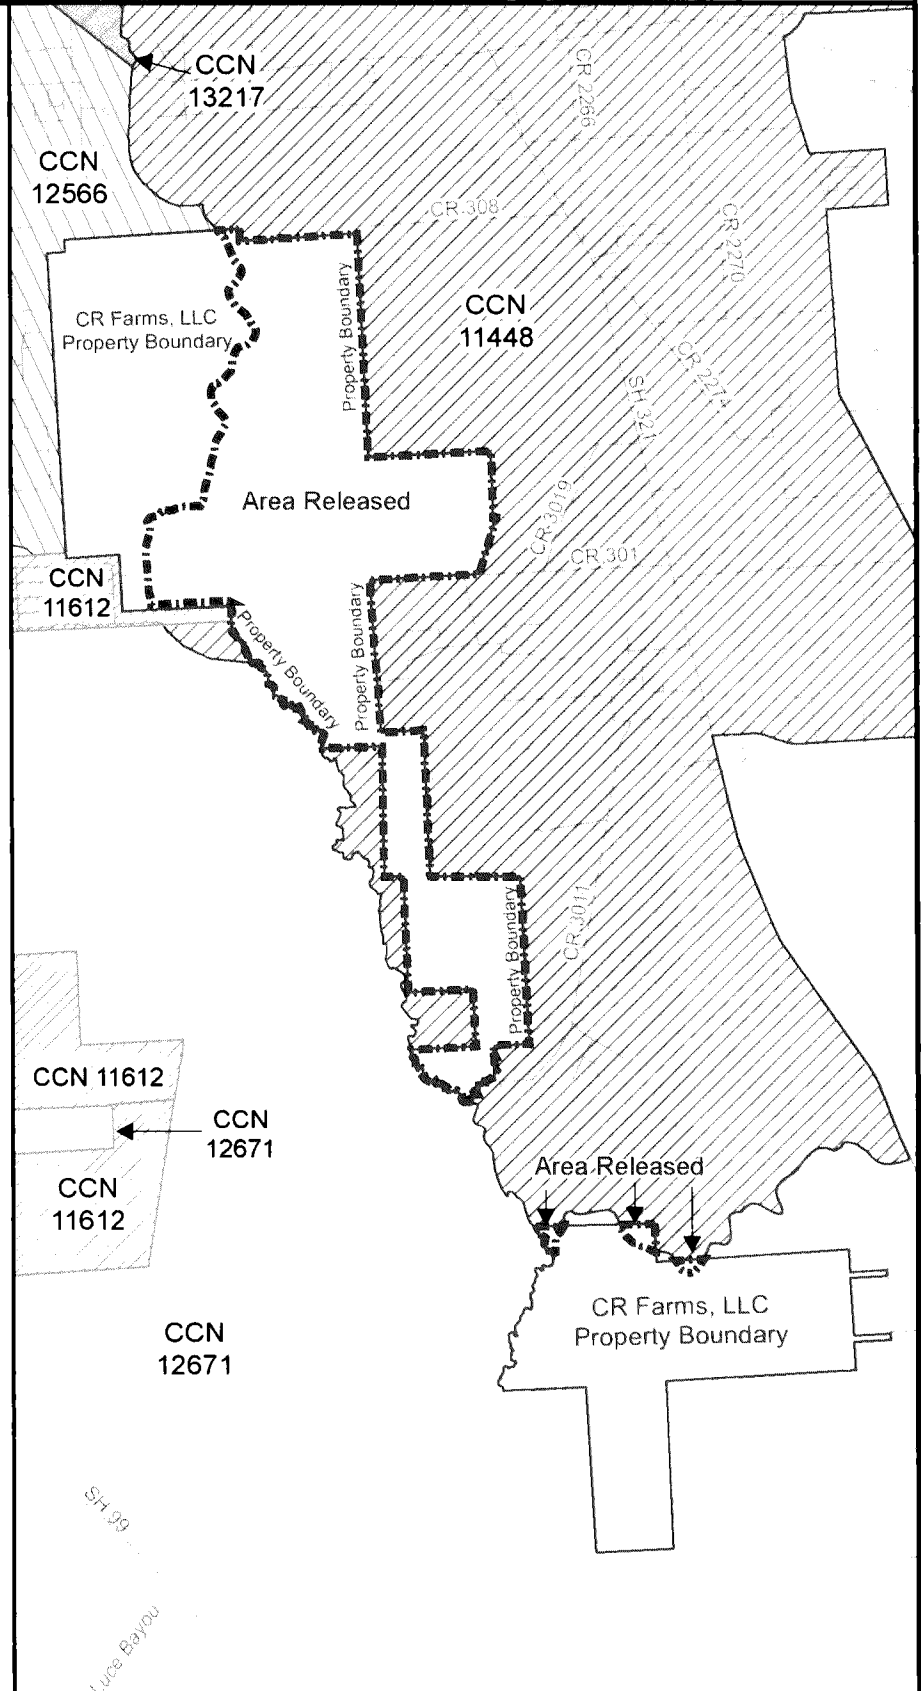 CCN
13217
CCN
12566
CR 2266
CR 308
CR 2270
CCN
11448
CR Farms, LLC
Property Boundary
Property Boundary
CR 2274
SH 321
Area Released
CR 3019
CR 301
CCN
11612
Property Boundary
Property Boundary
CR 3011
Property Boundary
CCN 11612
CCN
12671
CCN
11612
Area Released
CR Farms, LLC
Property Boundary
CCN
12671
SH 99
Luce Bayou